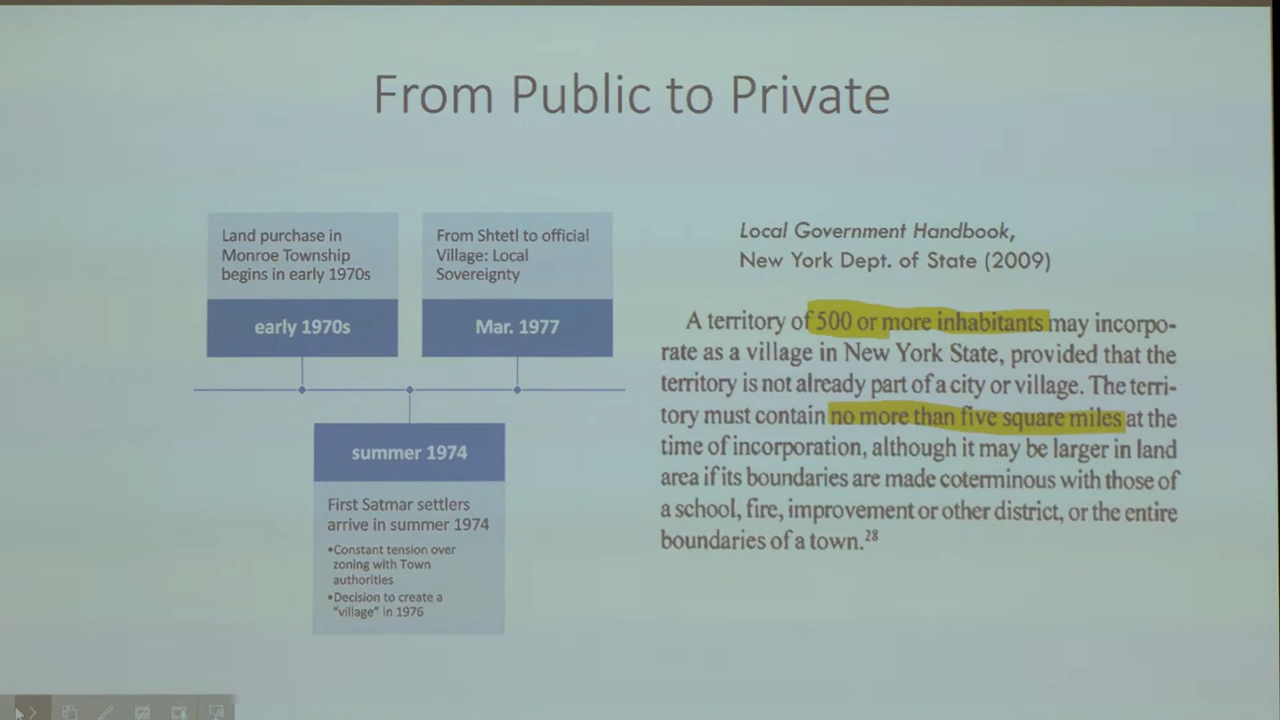 From Public to Private
Land purchase in
Monroe Township
begins in early 1970s
early 1970s
From Shtetl to official
Village: Local
Sovereignty
Mar. 1977
summer 1974
First Satmar settlers
arrive in summer 1974
•Constant tension over
zoning with Town
authorities
•Decision to create a
"village" in 1976
Local Government Handbook,
New York Dept. of State (2009)
A territory of 500 or more inhabitants may incorpo-
rate as a village in New York State, provided that the
territory is not already part of a city or village. The terri-
tory must contain no more than five square miles at the
time of incorporation, although it may be larger in land
area if its boundaries are made coterminous with those of
a school, fire, improvement or other district, or the entire
boundaries of a town.28